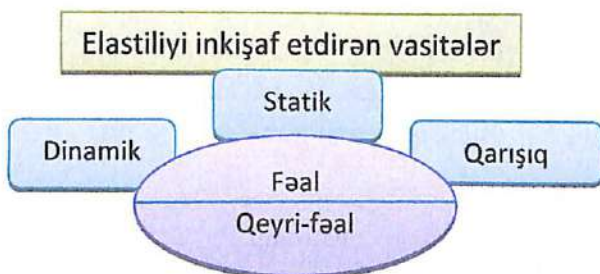 Elastiliyi inkişaf etdirən vasitələr
Statik
Dinamik
Qarışıq
Fəal
Qeyri-fəal